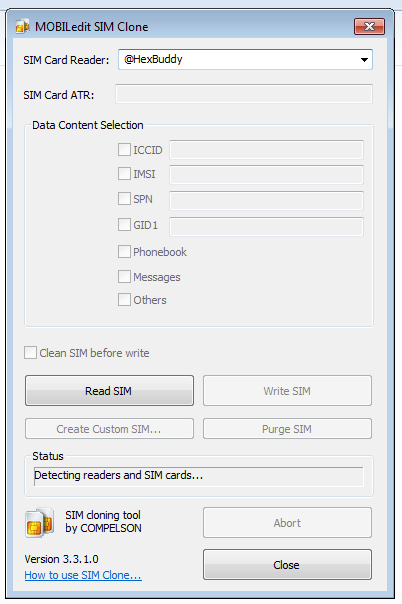 MOBILedit SIM Clone
SIM Card Reader: @HexBuddy
SIM Card ATR:
Data Content Selection
ICCID
IMSI
SPN
GID1
Phonebook
Messages
Others
Clean SIM before write
Read SIM
Write SIM
Create Custom SIM...
Purge SIM
Status
Detecting readers and SIM cards...
SIM cloning tool
by COMPELSON
Abort
Version 3.3.1.0
How to use SIM Clone...
Close